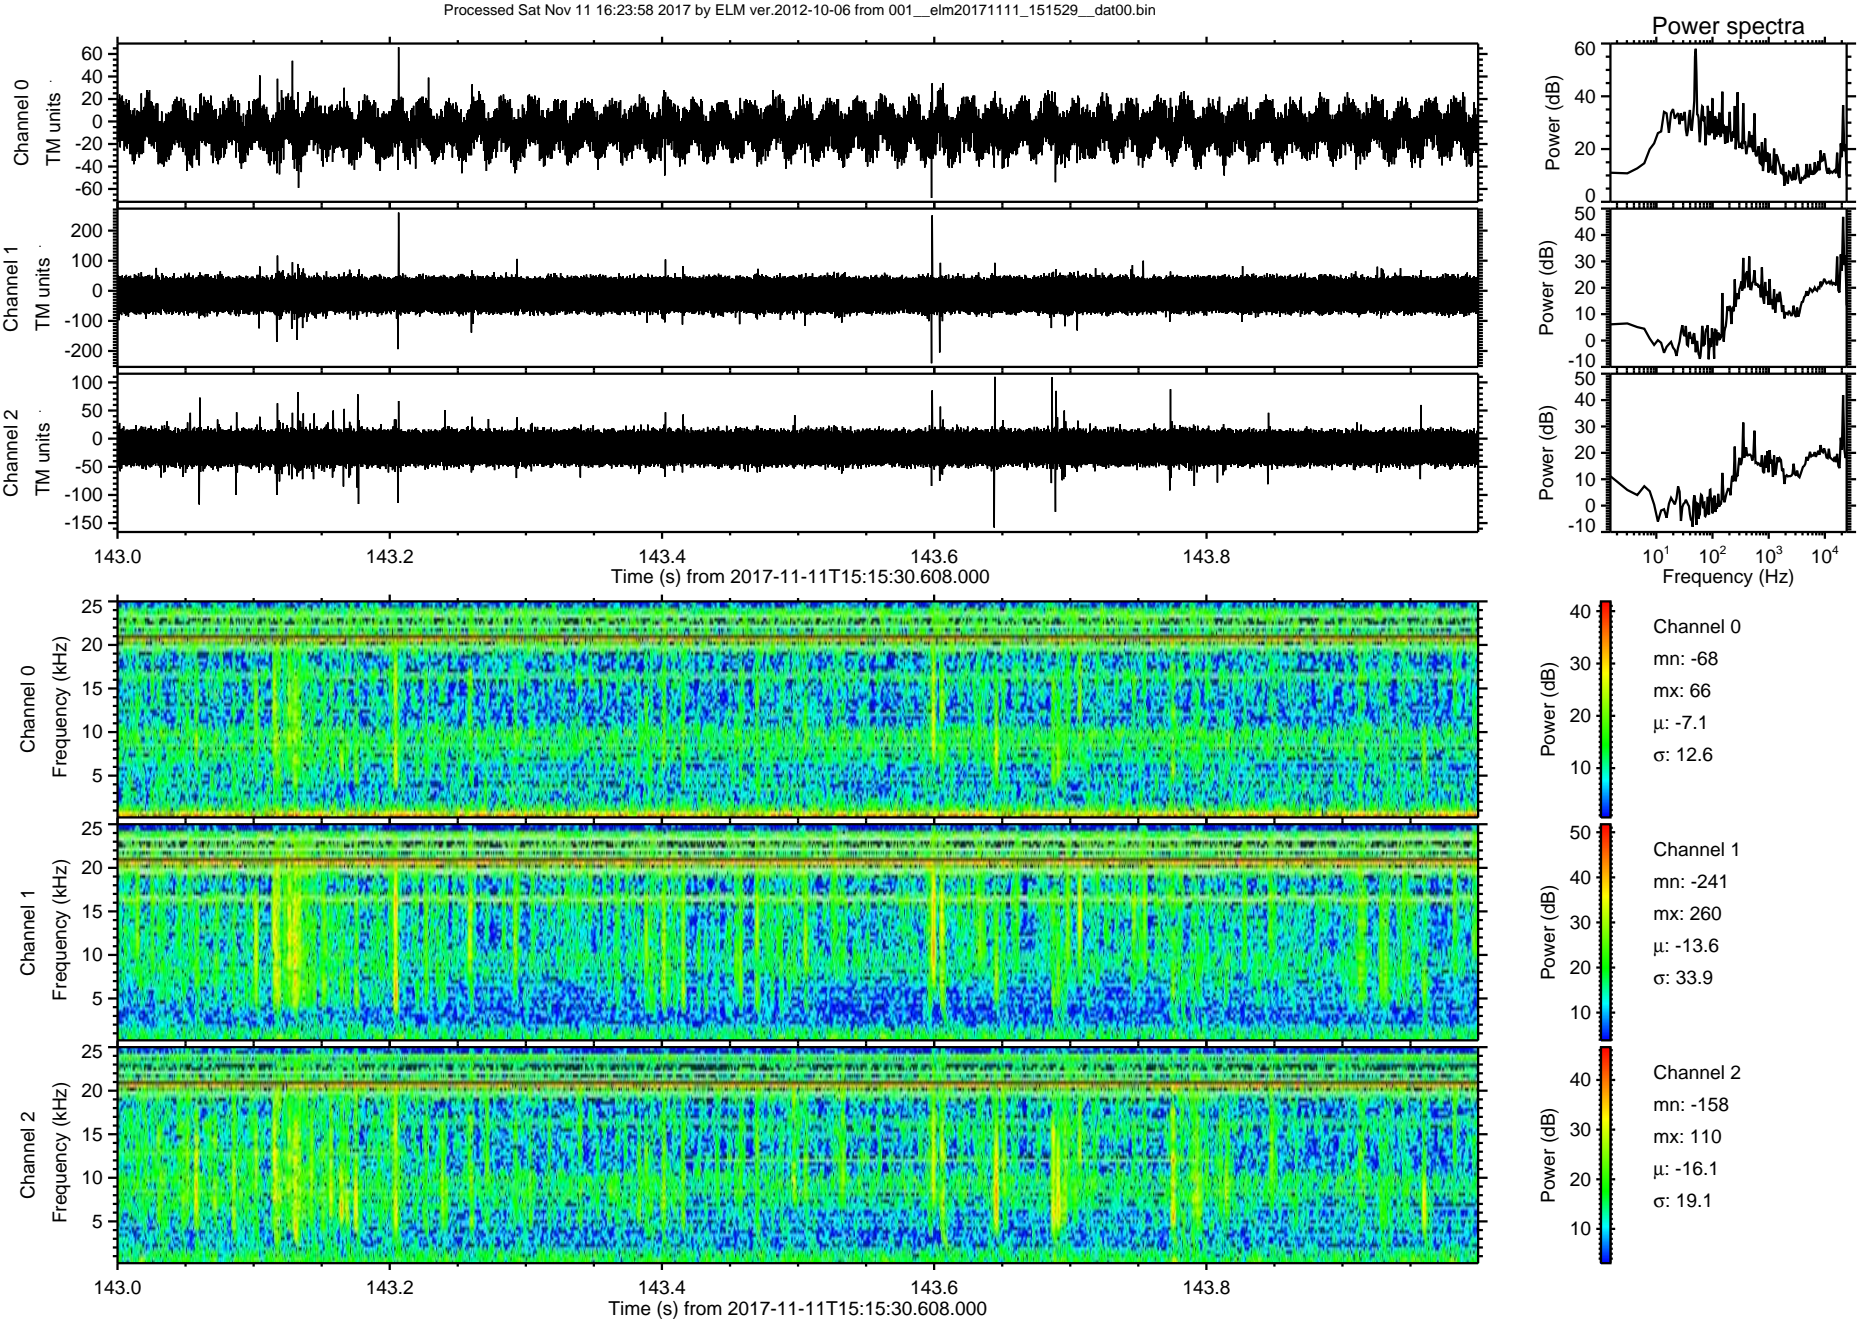 Processed Sat Nov 11 16:23:58 2017 by ELM ver.2012-10-06 from 001__elm20171111_151529__dat00.bin
Power spectra
Channel 0
TM units
60
40
20
0
-20
-40
-60
Power (dB)
60
40
20
0
Channel 1
TM units
200
100
0
-100
-200
Power (dB)
50
40
30
20
10
0
-10
Channel 2
TM units
100
50
0
-50
-100
-150
Power (dB)
50
40
30
20
10
0
-10
143.0 143.2 143.4 143.6 143.8
Time (s) from 2017-11-11T15:15:30.608.000
10^1 10^2 10^3 10^4
Frequency (Hz)
Channel 0
Frequency (kHz)
25
20
15
10
5
Power (dB)
40
30
20
10
Channel 0
mn: -68
mx: 66
μ: -7.1
σ: 12.6
Channel 1
Frequency (kHz)
25
20
15
10
5
Power (dB)
50
40
30
20
10
Channel 1
mn: -241
mx: 260
μ: -13.6
σ: 33.9
Channel 2
Frequency (kHz)
25
20
15
10
5
Power (dB)
40
30
20
10
Channel 2
mn: -158
mx: 110
μ: -16.1
σ: 19.1
143.0 143.2 143.4 143.6 143.8
Time (s) from 2017-11-11T15:15:30.608.000